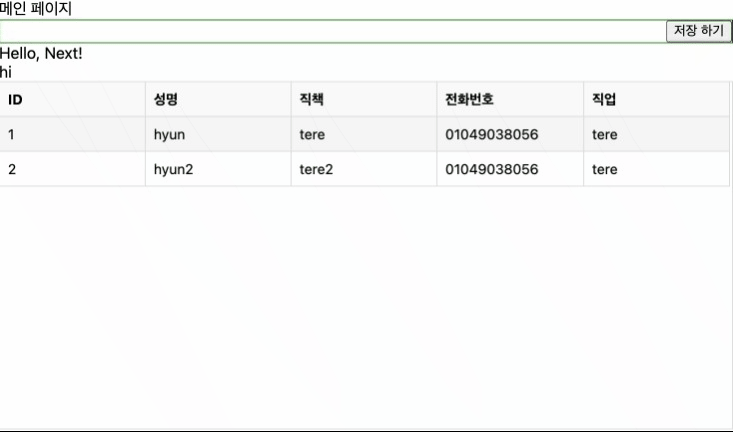 메인 페이지
저장 하기
Hello, Next!
hi
ID 성명 직책 전화번호 직업
1 hyun tere 01049038056 tere
2 hyun2 tere2 01049038056 tere